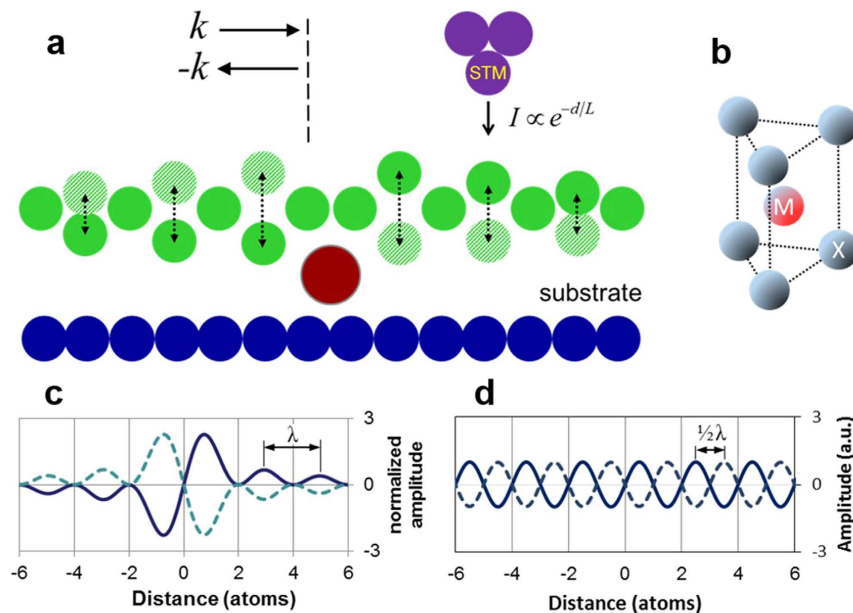 a
k
-k
STM
I ∝ e^{-d/L}
substrate
b
M
X
c
λ
3
0
-3
normalized
amplitude
-6 -4 -2 0 2 4 6
Distance (atoms)
d
½λ
3
0
-3
Amplitude (a.u.)
-6 -4 -2 0 2 4 6
Distance (atoms)